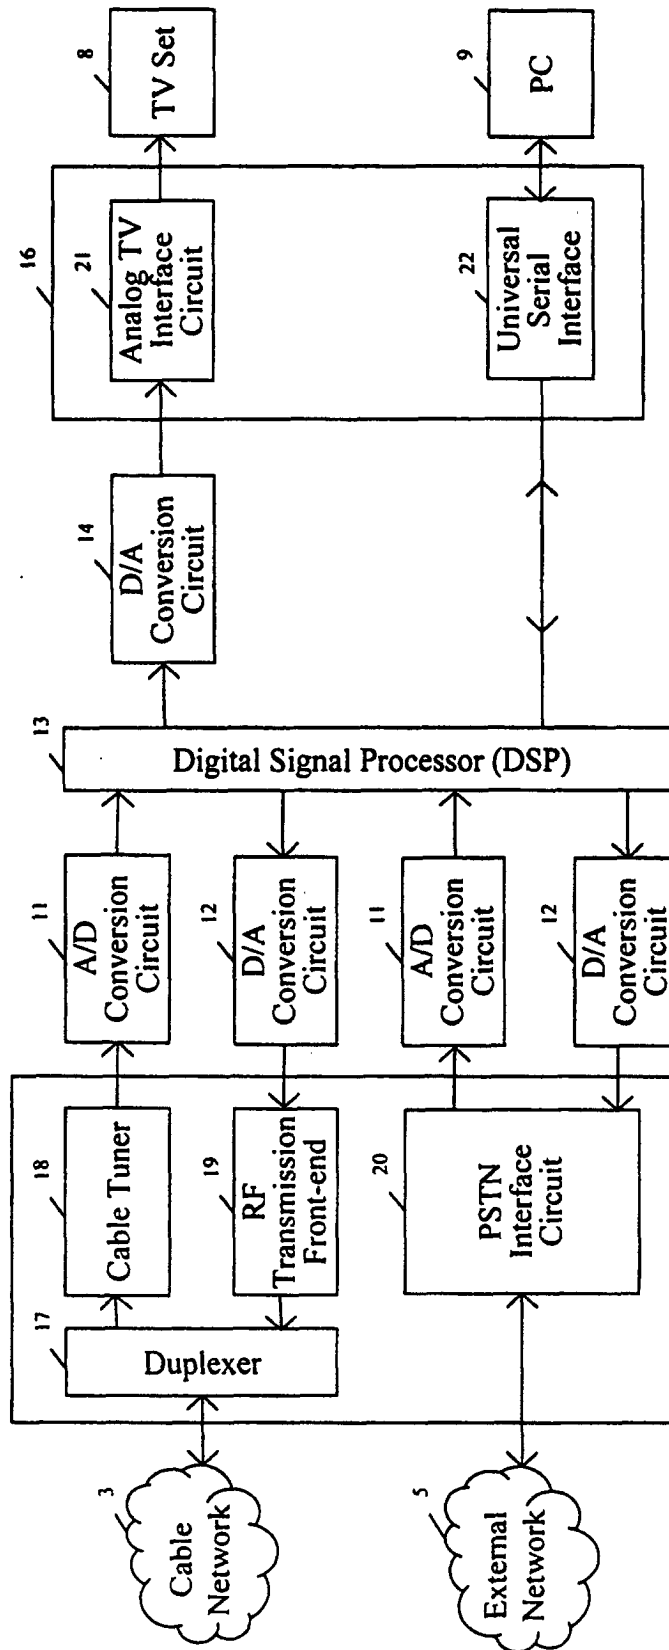 3
Cable
Network
17
Duplexer
18
Cable Tuner
19
RF
Transmission
Front-end
11
A/D
Conversion
Circuit
12
D/A
Conversion
Circuit
5
External
Network
20
PSTN
Interface
Circuit
11
A/D
Conversion
Circuit
12
D/A
Conversion
Circuit
13
Digital Signal Processor (DSP)
14
D/A
Conversion
Circuit
16
21
Analog TV
Interface
Circuit
8
TV Set
22
Universal
Serial
Interface
9
PC